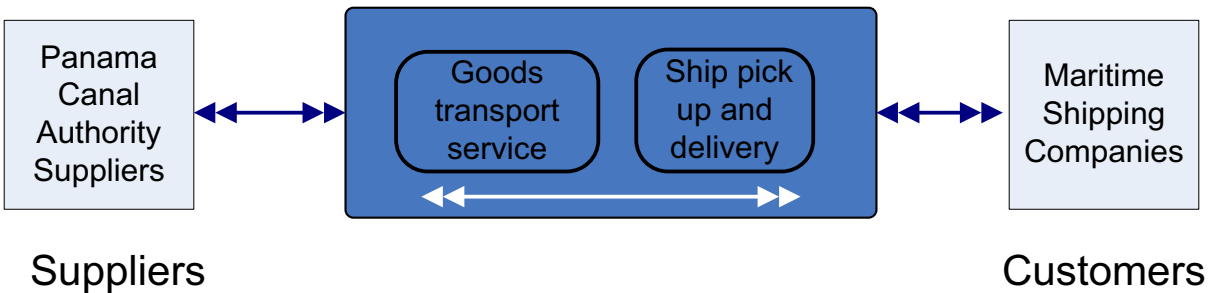 Panama
Canal
Authority
Suppliers
Goods
transport
service
Ship pick
up and
delivery
Maritime
Shipping
Companies
Suppliers
Customers